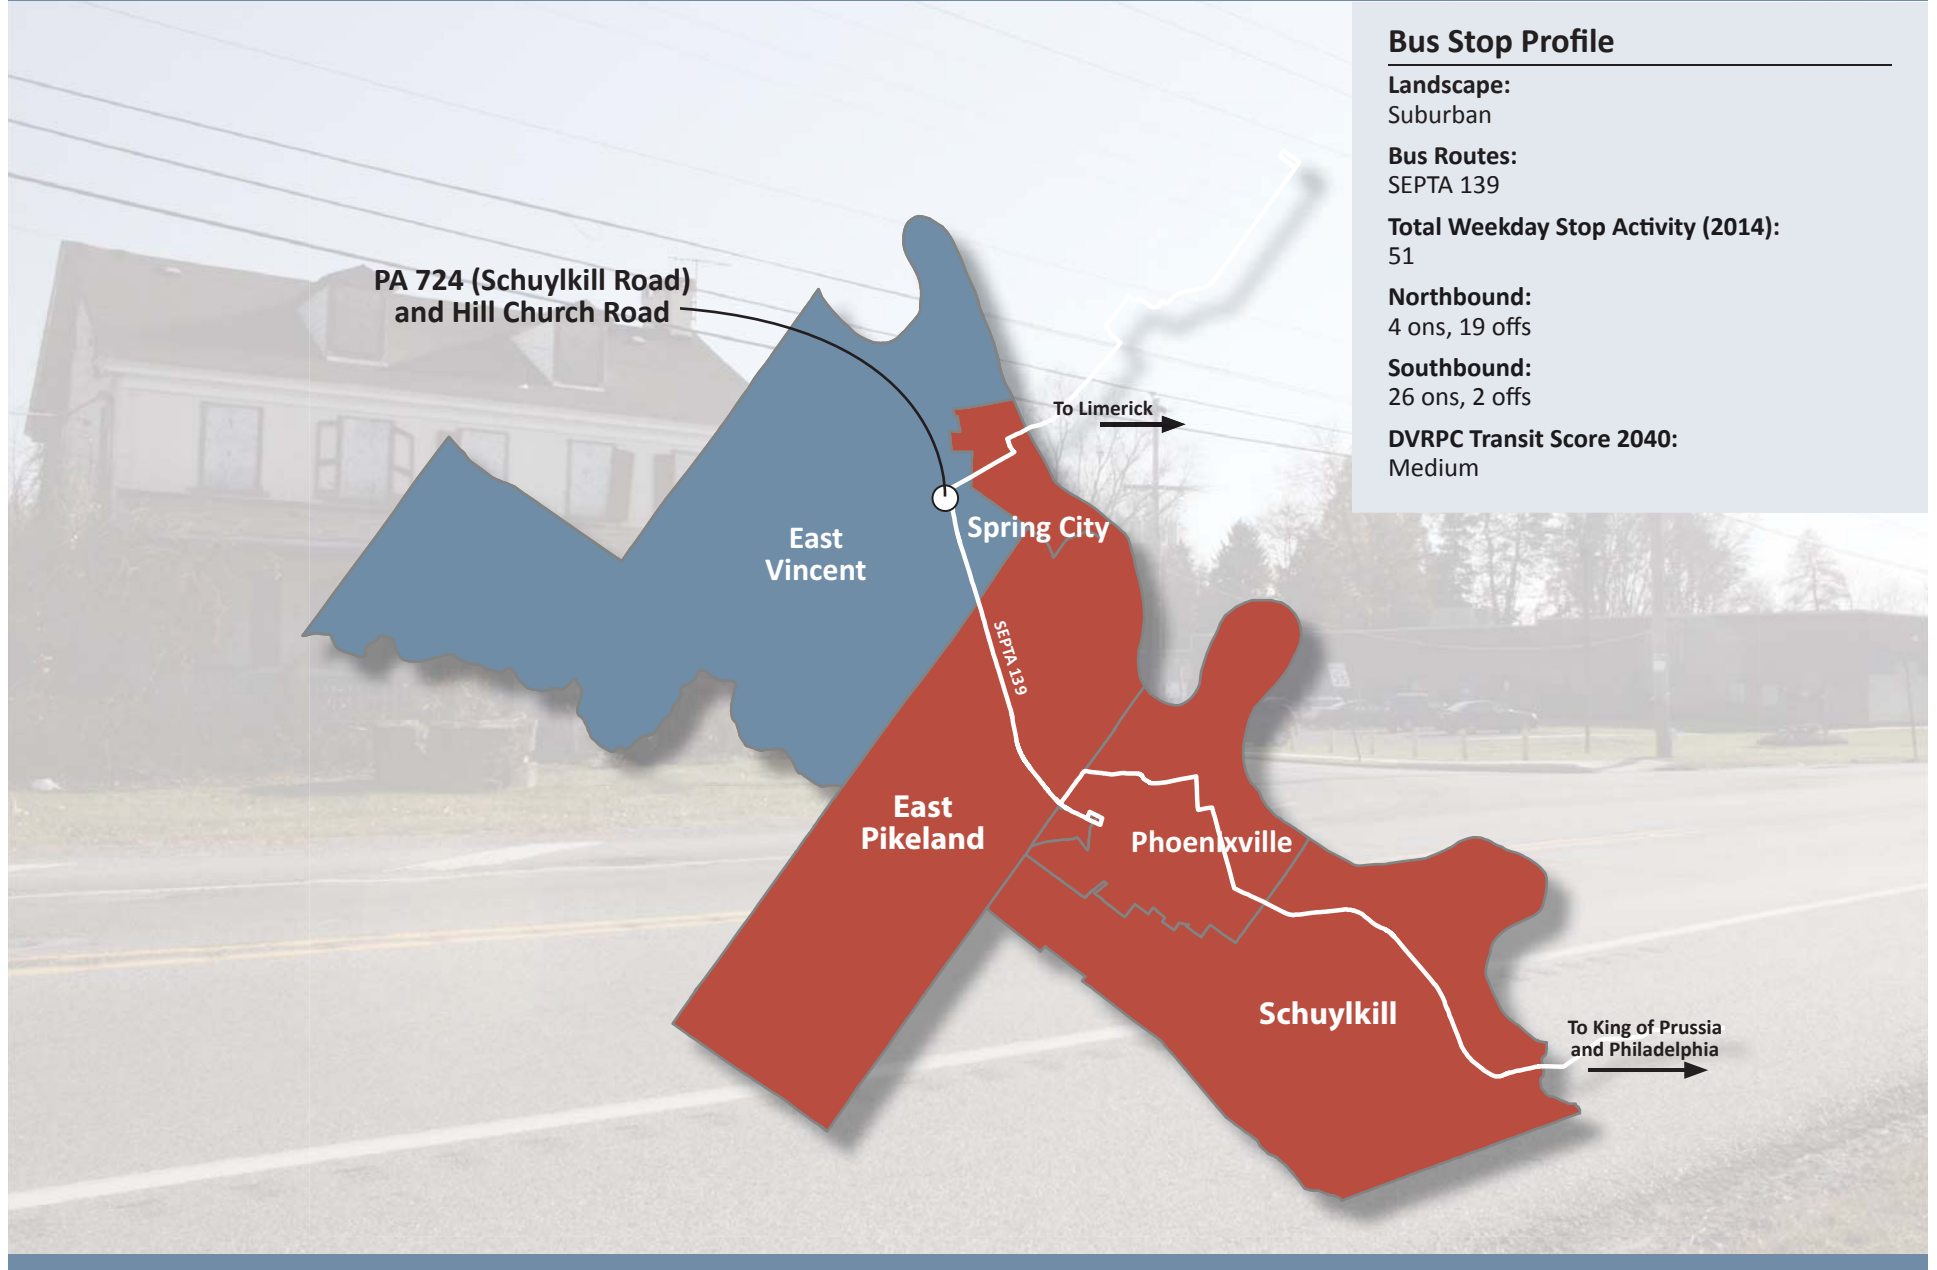 Bus Stop Profile
Landscape:
Suburban
Bus Routes:
SEPTA 139
Total Weekday Stop Activity (2014):
51
Northbound:
4 ons, 19 offs
Southbound:
26 ons, 2 offs
DVRPC Transit Score 2040:
Medium
PA 724 (Schuylkill Road)
and Hill Church Road
To Limerick
Spring City
East
Vincent
SEPTA 139
East
Pikeland
Phoenixville
Schuylkill
To King of Prussia
and Philadelphia